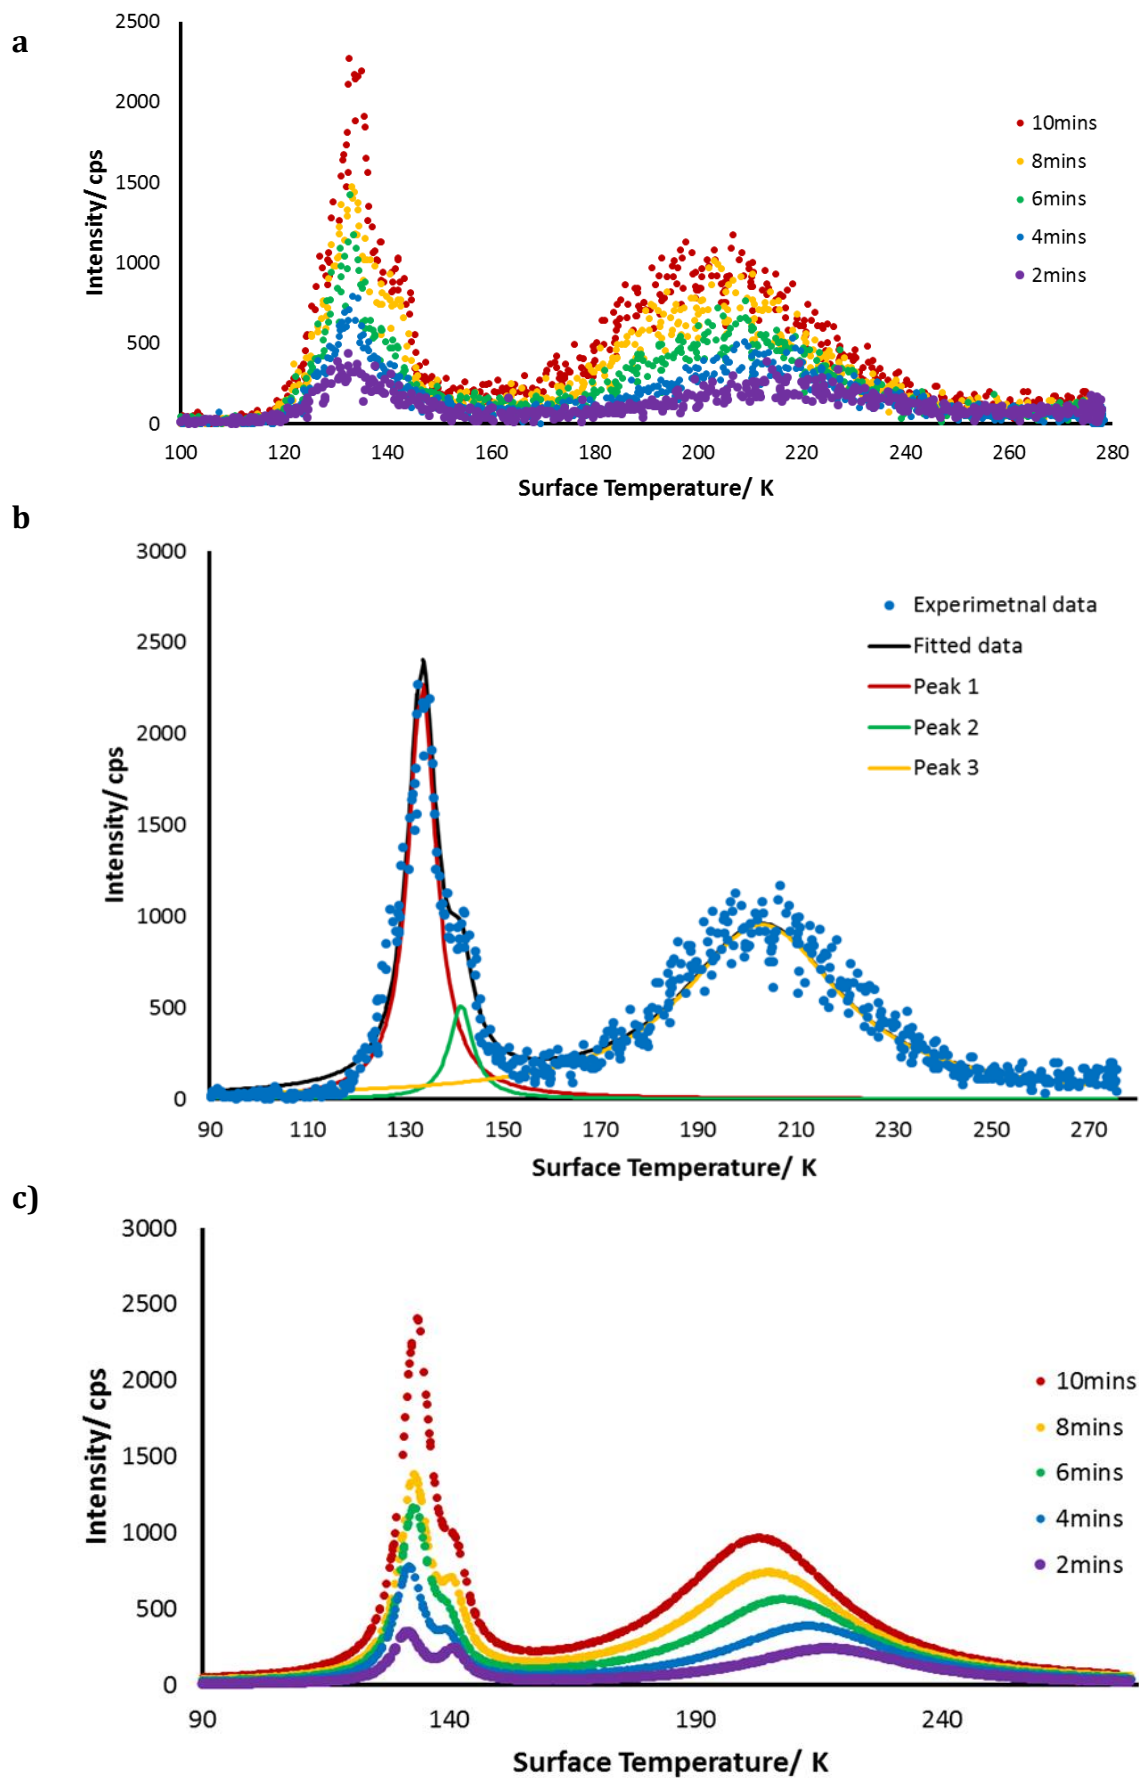 a
2500
2000
1500
1000
500
0
Intensity/ cps
10mins
8mins
6mins
4mins
2mins
100 120 140 160 180 200 220 240 260 280
Surface Temperature/ K
b
3000
2500
2000
1500
1000
500
0
Intensity/ cps
Experimetnal data
Fitted data
Peak 1
Peak 2
Peak 3
90 110 130 150 170 190 210 230 250 270
Surface Temperature/ K
c)
3000
2500
2000
1500
1000
500
0
Intensity/ cps
10mins
8mins
6mins
4mins
2mins
90 140 190 240
Surface Temperature/ K